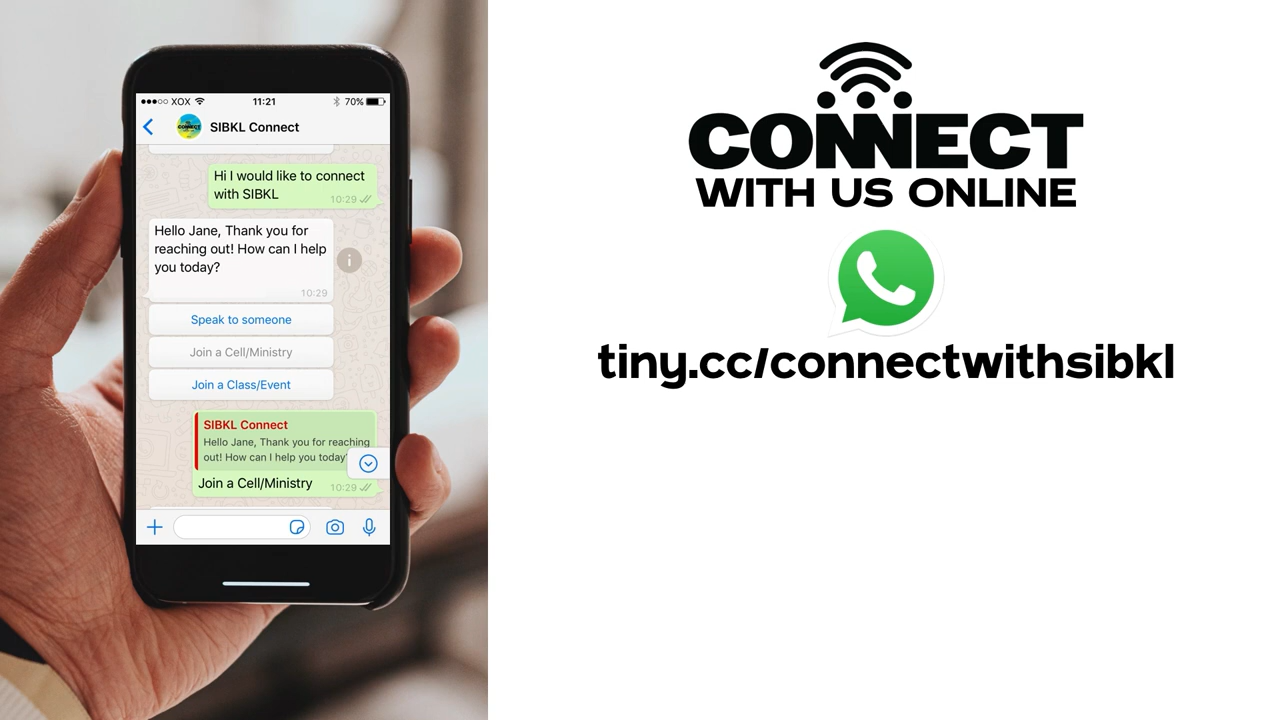 XOX 11:21 70%
SIBKL Connect
Hi I would like to connect
with SIBKL
10:29
Hello Jane, Thank you for
reaching out! How can I help
you today?
10:29
Speak to someone
Join a Cell/Ministry
Join a Class/Event
SIBKL Connect
Hello Jane, Thank you for reaching
out! How can I help you today
Join a Cell/Ministry
10:29
CONNECT
WITH US ONLINE
tiny.cc/connectwithsibkl